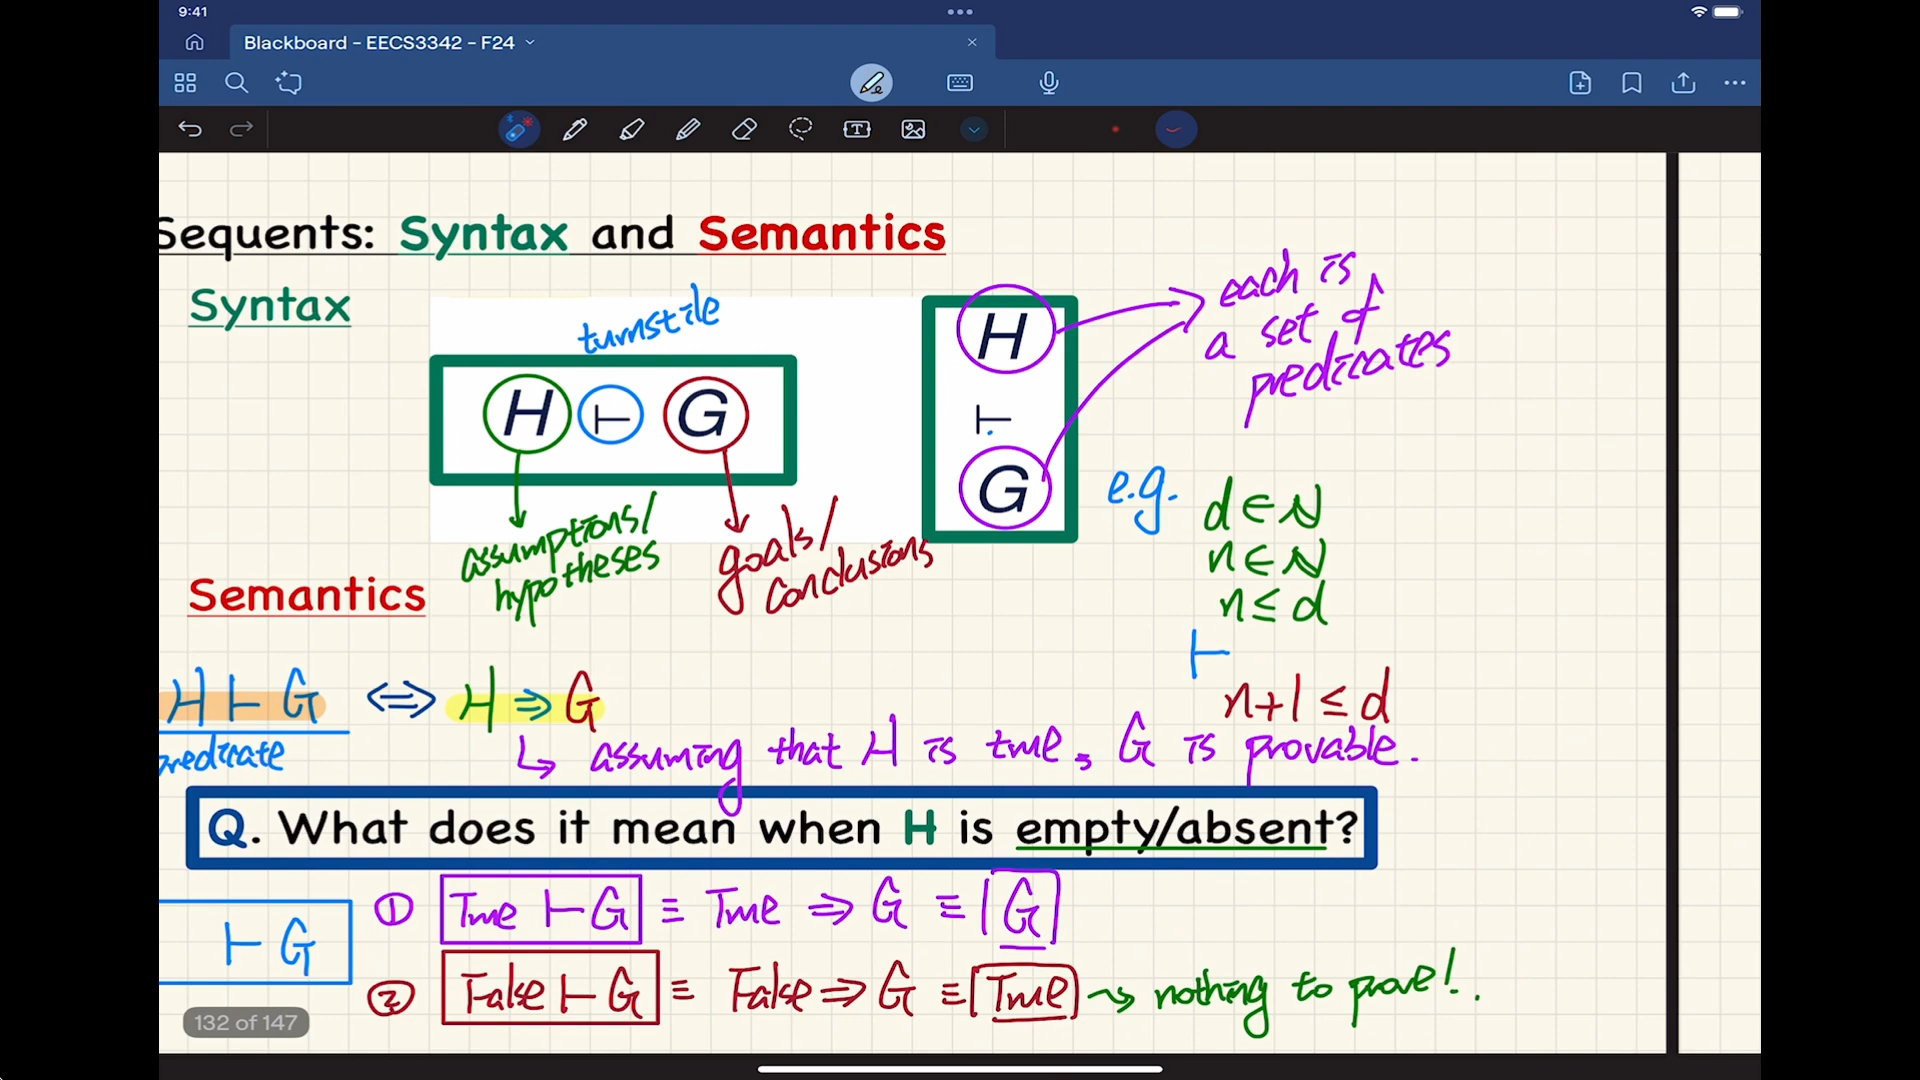 9:41
Blackboard - EECS3342 - F24
Sequents: Syntax and Semantics
Syntax
turnstile
H ⊢ G
assumptions/
hypotheses
goals/
conclusions
H
⊢
G
each is
a set of
predicates
e.g.
d ∈ ℕ
n ∈ ℕ
n ≤ d
⊢
n+1 ≤ d
Semantics
H ⊢ G ⇔ H ⇒ G
predicate
↳ assuming that H is true, G is provable.
Q. What does it mean when H is empty/absent?
⊢ G
① True ⊢ G ≡ True ⇒ G ≡ G
② False ⊢ G ≡ False ⇒ G ≡ True ⇝ nothing to prove!.
132 of 147